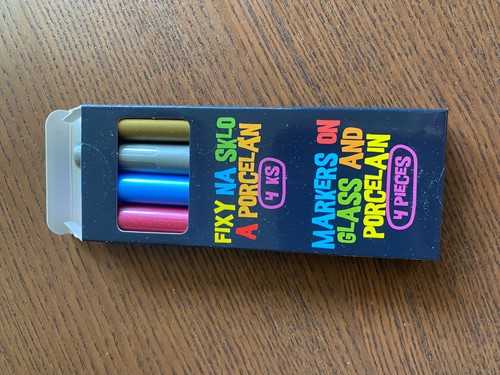 FIXY NA SKLO
A PORCELÁN
4 KS
MARKERS ON
GLASS AND
PORCELAIN
4 PIECES